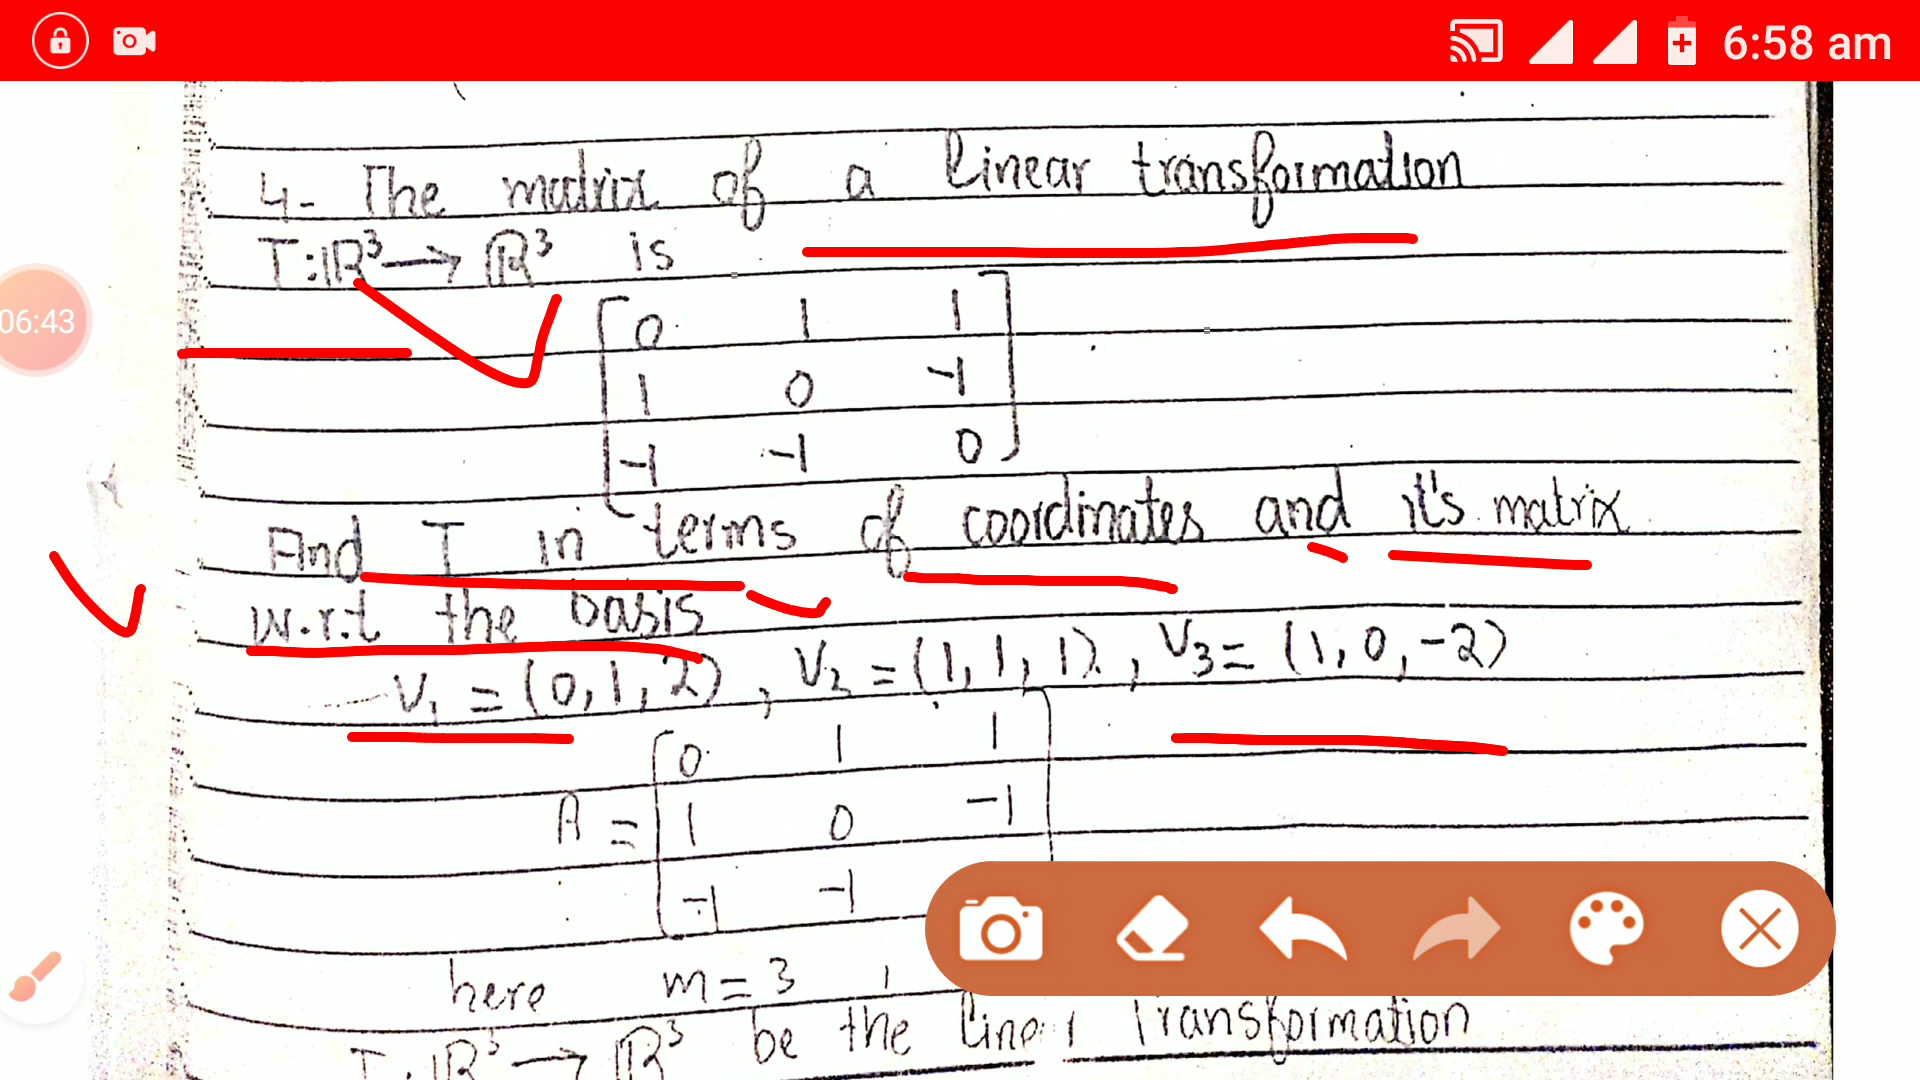 6:58 am
4- The matrix of a linear transformation
T:ℝ³→ℝ³ is
06:43
0 1 1
1 0 -1
-1 -1 0
Find T in terms of coordinates and it's matrix
w.r.t the basis
V₁ = (0,1,2), V₂ = (1,1,1), V₃ = (1,0,-2)
0 1 1
A = 1 0 -1
-1 -1
here m=3,
T:ℝ³→ℝ³ be the linear Transformation